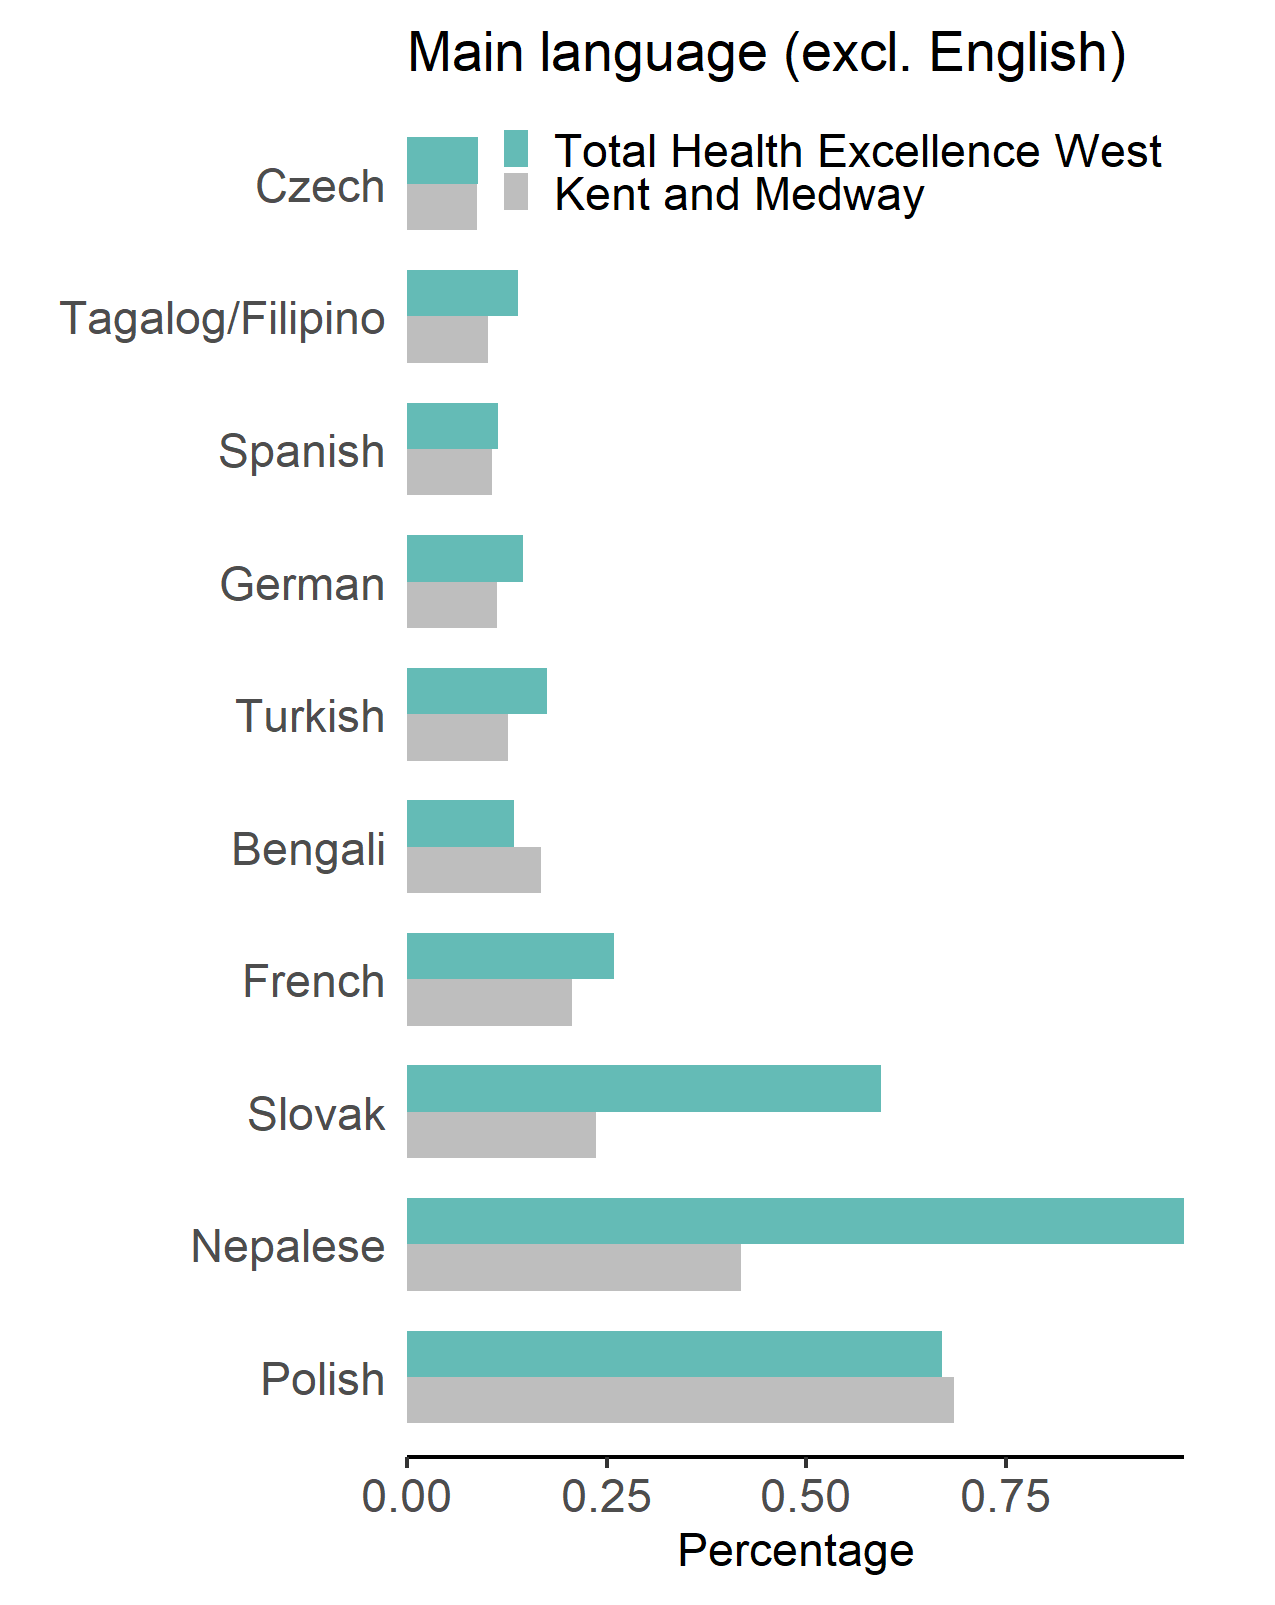 Main language (excl. English)
Total Health Excellence West
Kent and Medway
Czech
Tagalog/Filipino
Spanish
German
Turkish
Bengali
French
Slovak
Nepalese
Polish
0.00 0.25 0.50 0.75
Percentage